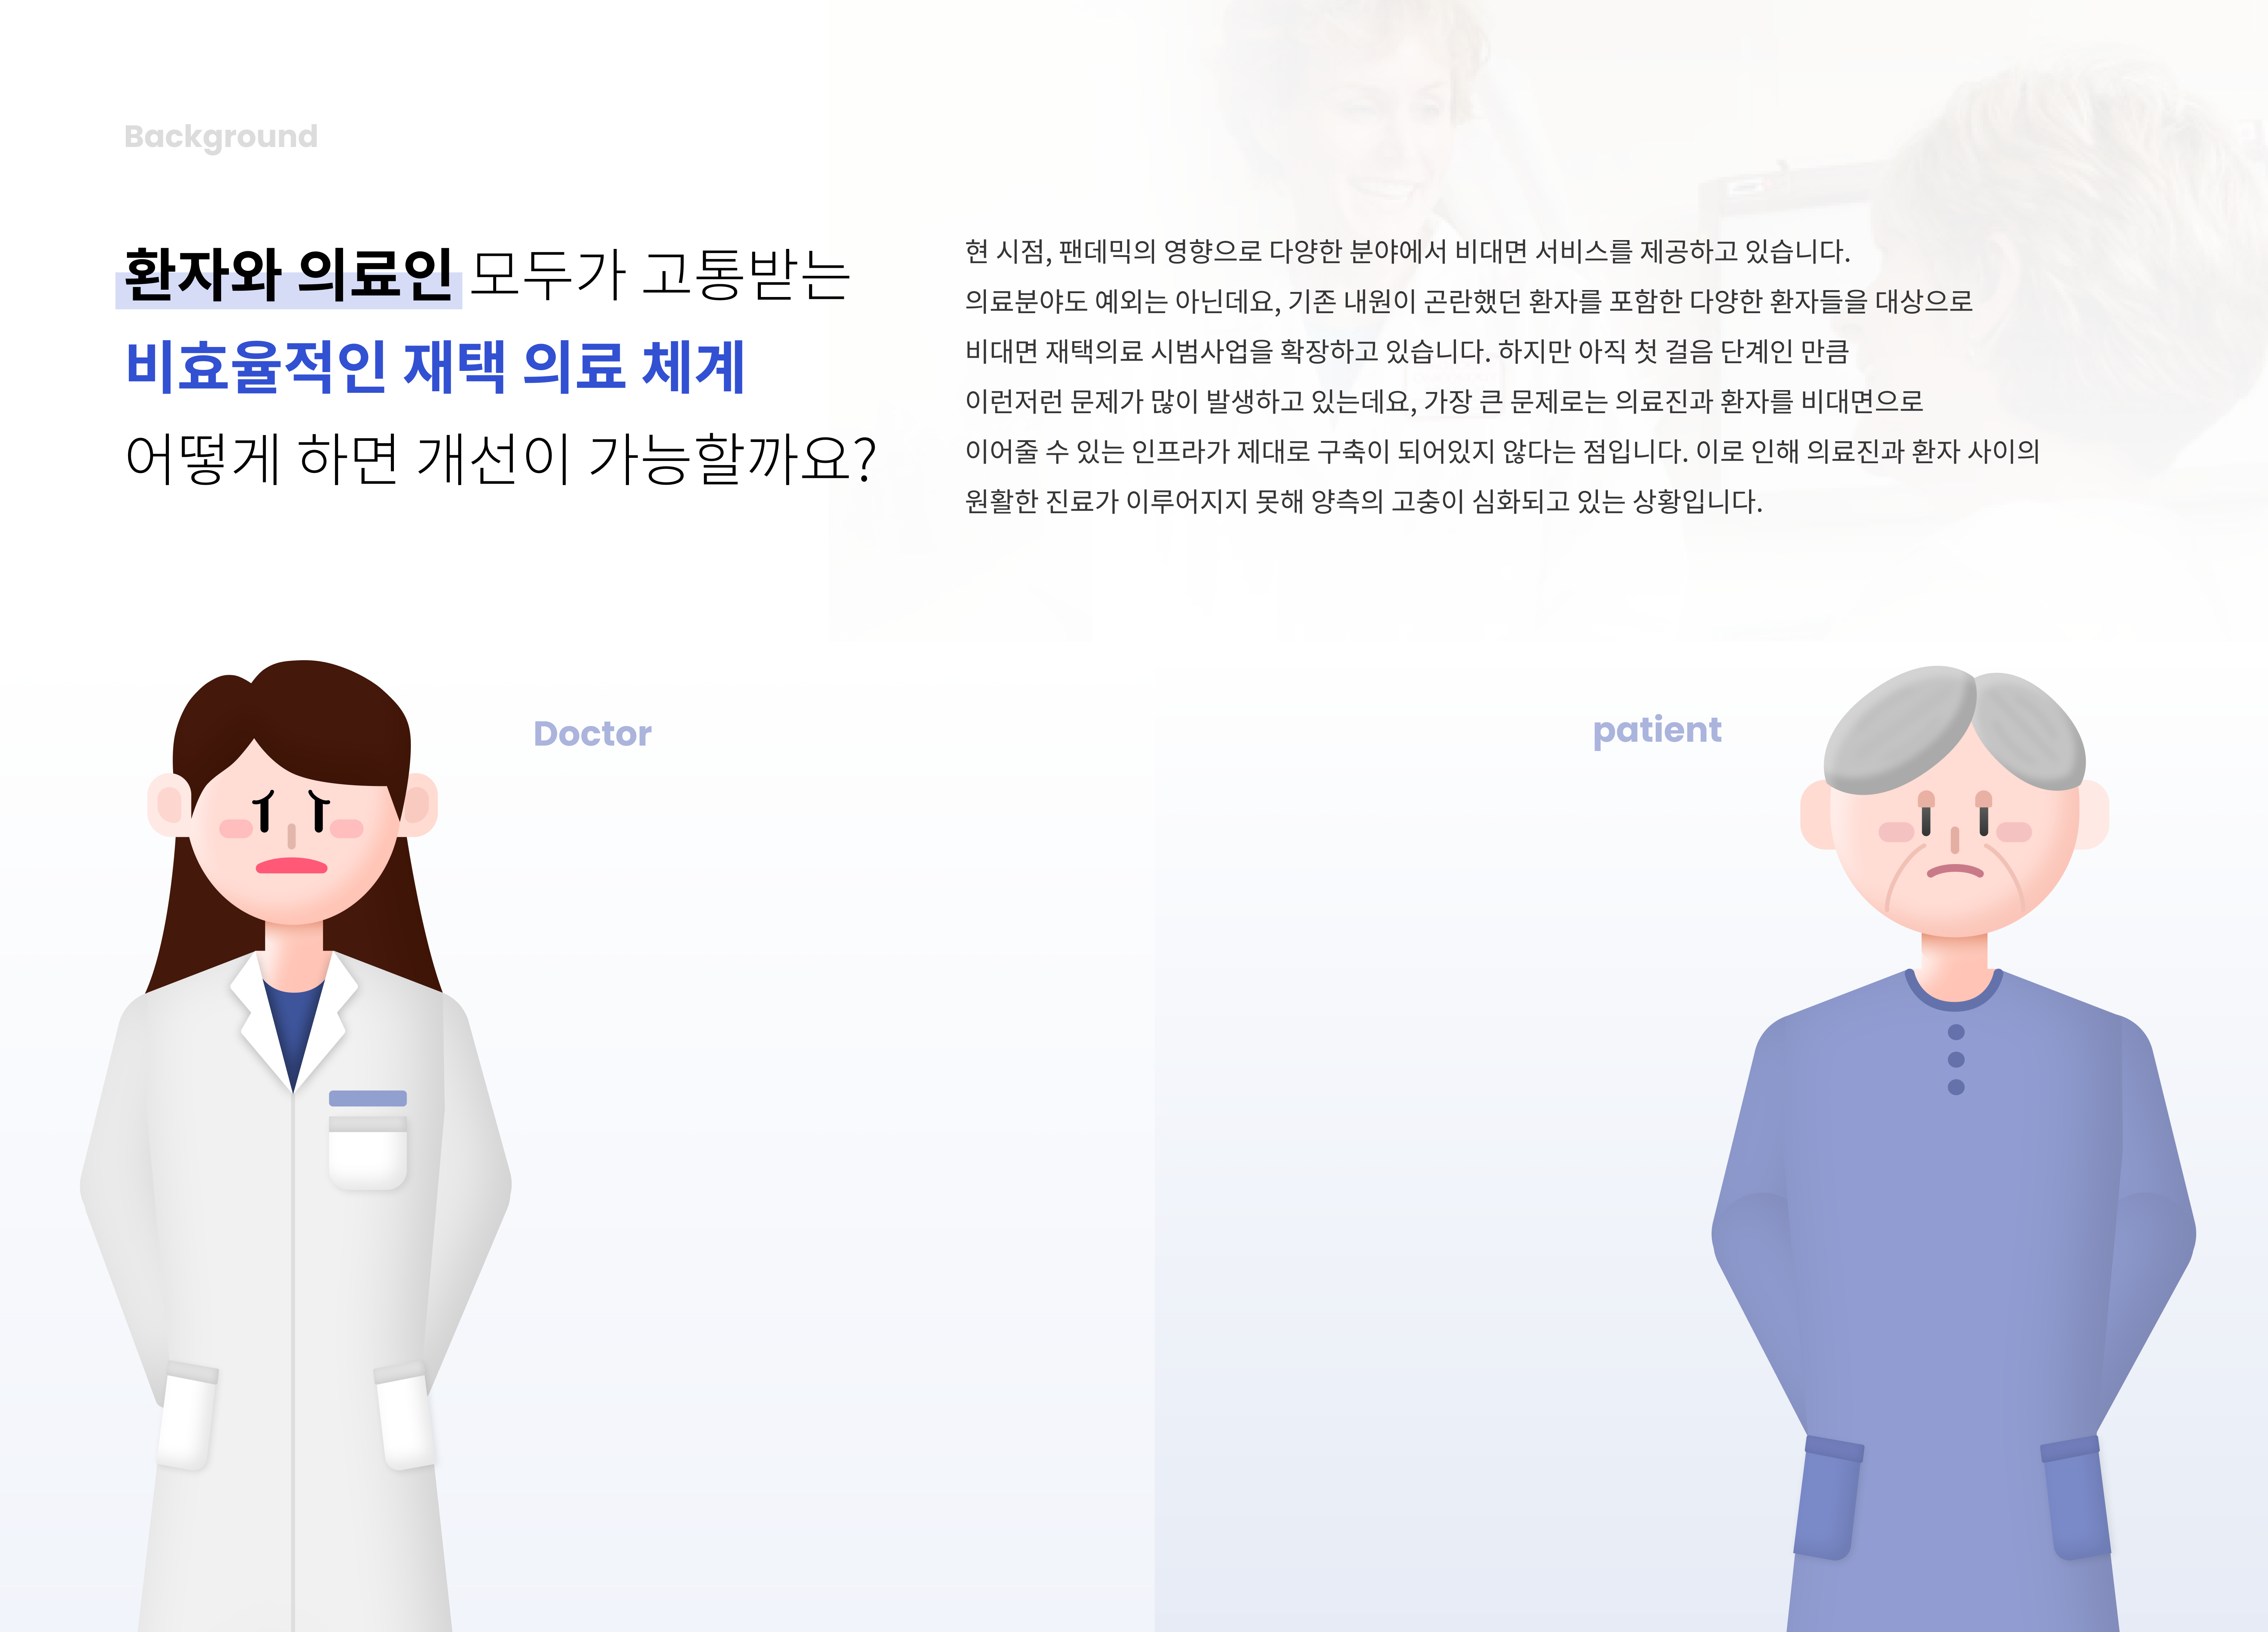 Background
환자와 의료인 모두가 고통받는
비효율적인 재택 의료 체계
어떻게 하면 개선이 가능할까요?
현 시점, 팬데믹의 영향으로 다양한 분야에서 비대면 서비스를 제공하고 있습니다.
의료분야도 예외는 아닌데요, 기존 내원이 곤란했던 환자를 포함한 다양한 환자들을 대상으로
비대면 재택의료 시범사업을 확장하고 있습니다. 하지만 아직 첫 걸음 단계인 만큼
이런저런 문제가 많이 발생하고 있는데요, 가장 큰 문제로는 의료진과 환자를 비대면으로
이어줄 수 있는 인프라가 제대로 구축이 되어있지 않다는 점입니다. 이로 인해 의료진과 환자 사이의
원활한 진료가 이루어지지 못해 양측의 고충이 심화되고 있는 상황입니다.
Doctor
patient